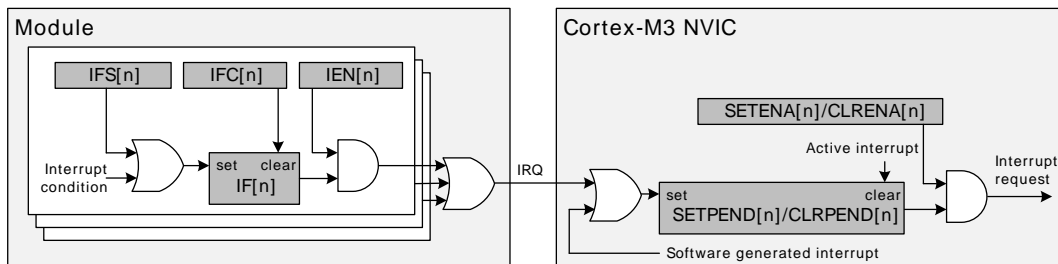 Module
Cortex-M3 NVIC
IFS[n]
IFC[n]
IEN[n]
SETENA[n]/CLRENA[n]
Interrupt
condition
set clear
IF[n]
IRQ
Active interrupt
Interrupt
request
set clear
SETPEND[n]/CLRPEND[n]
Software generated interrupt